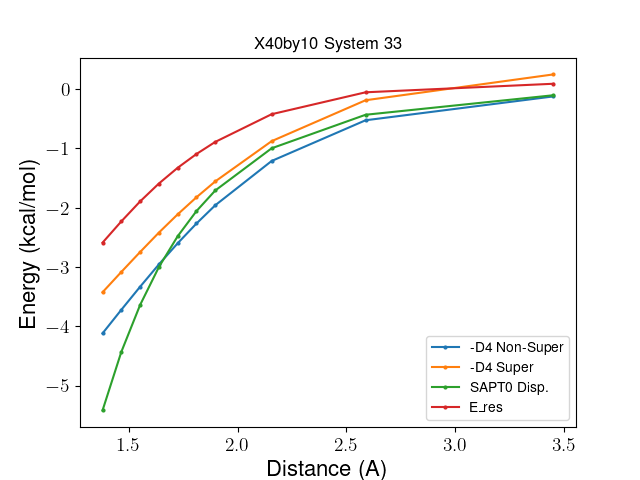 X40by10 System 33
Energy (kcal/mol)
0
−1
−2
−3
−4
−5
1.5
2.0
2.5
3.0
3.5
Distance (A)
-D4 Non-Super
-D4 Super
SAPT0 Disp.
E_res